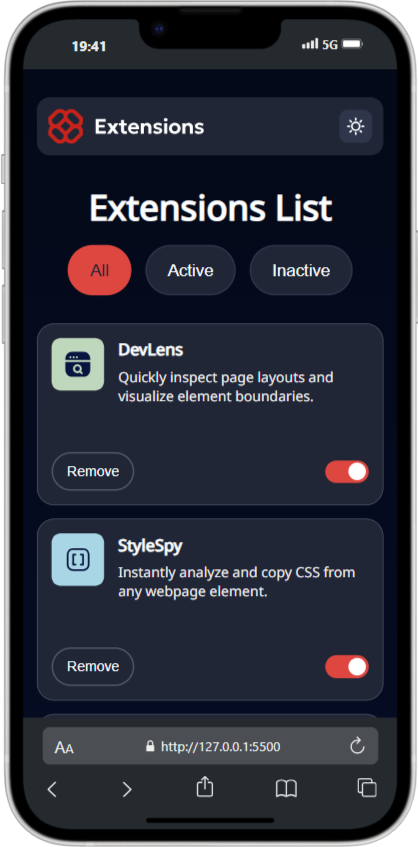 19:41 5G
Extensions
Extensions List
All Active Inactive
DevLens
Quickly inspect page layouts and
visualize element boundaries.
Remove
StyleSpy
Instantly analyze and copy CSS from
any webpage element.
Remove
AA http://127.0.0.1:5500